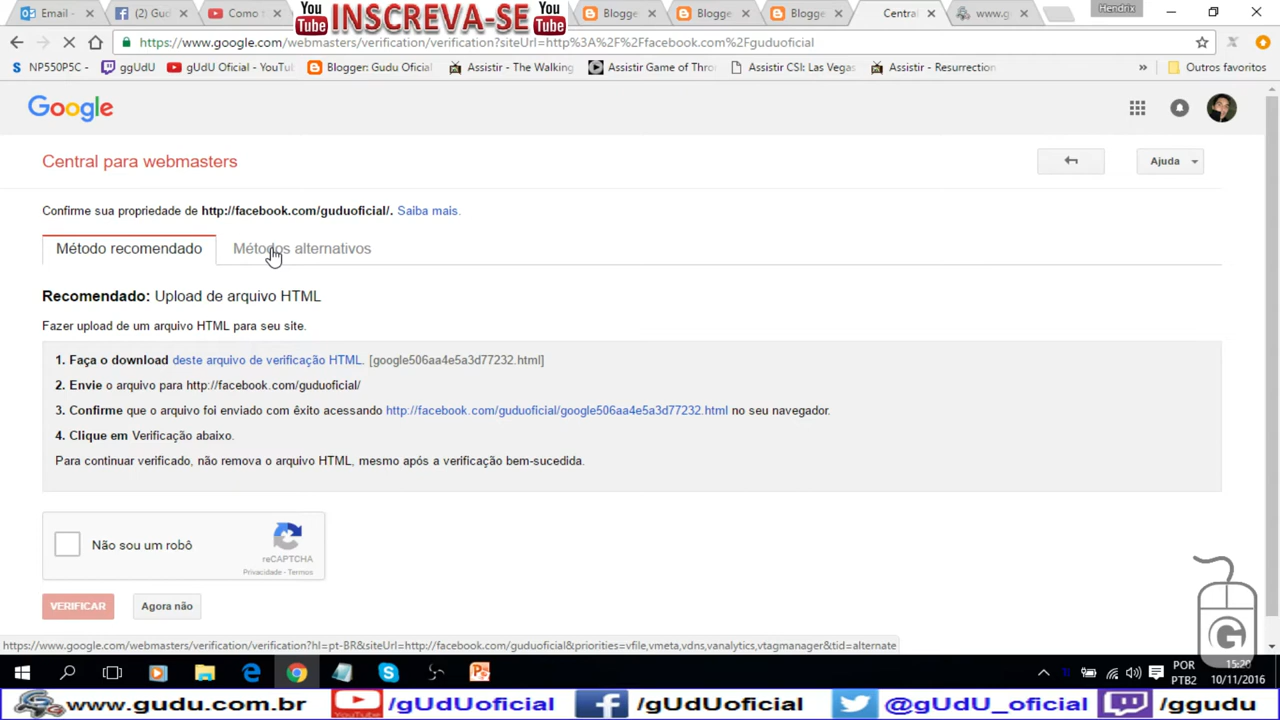 Email
(2) Gud
Como f
You Tube INSCREVA-SE You Tube
Blogge
Blogge
Blogge
Central
www.g
Hendrix
https://www.google.com/webmasters/verification/verification?siteUrl=http%3A%2F%2Ffacebook.com%2Fguduoficial
NP550P5C -
ggUdU
gUdU Oficial - YouTu
Blogger: Gudu Oficial
Assistir - The Walking
Assistir Game of Thro
Assistir CSI: Las Vegas
Assistir - Resurrection
»
Outros favoritos
Google
Central para webmasters
Ajuda
Confirme sua propriedade de http://facebook.com/guduoficial/. Saiba mais.
Método recomendado
Métodos alternativos
Recomendado: Upload de arquivo HTML
Fazer upload de um arquivo HTML para seu site.
1. Faça o download deste arquivo de verificação HTML. [google506aa4e5a3d77232.html]
2. Envie o arquivo para http://facebook.com/guduoficial/
3. Confirme que o arquivo foi enviado com êxito acessando http://facebook.com/guduoficial/google506aa4e5a3d77232.html no seu navegador.
4. Clique em Verificação abaixo.
Para continuar verificado, não remova o arquivo HTML, mesmo após a verificação bem-sucedida.
Não sou um robô
reCAPTCHA
Privacidade - Termos
VERIFICAR
Agora não
https://www.google.com/webmasters/verification/verification?hl=pt-BR&siteUrl=http://facebook.com/guduoficial&priorities=vfile,vmeta,vdns,vanalytics,vtagmanager&tid=alternate
G
POR
PTB2
15:20
10/11/2016
www.gudu.com.br
YouTube
/gUdUoficial
/gUdUoficial
@gUdU_oficial
/ggudu